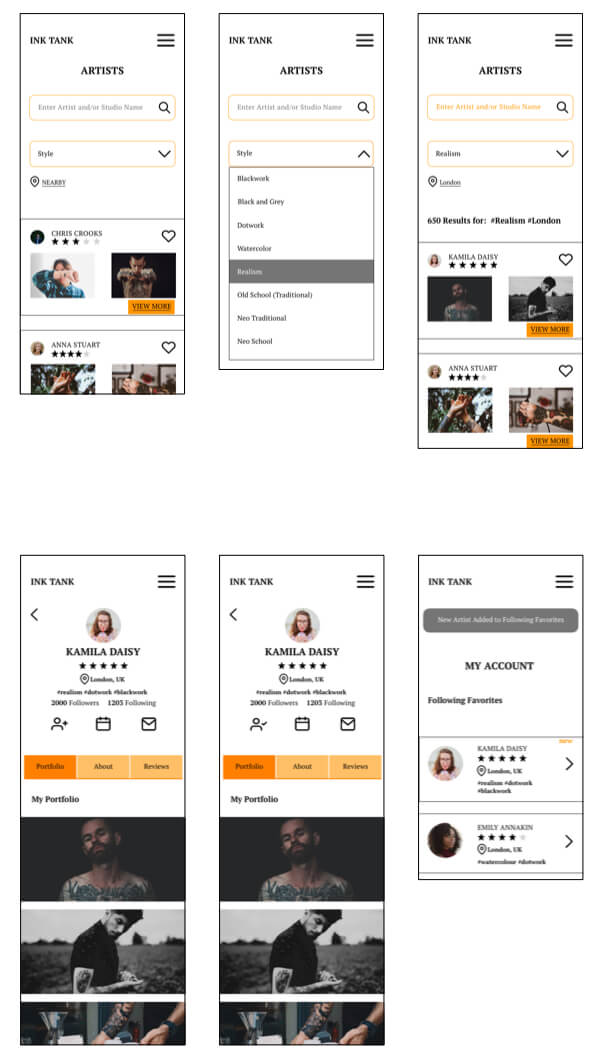 INK TANK
ARTISTS
Enter Artist and/or Studio Name
Style
NEARBY
CHRIS CROOKS
VIEW MORE
ANNA STUART
INK TANK
ARTISTS
Enter Artist and/or Studio Name
Style
Blackwork
Black and Grey
Dotwork
Watercolor
Realism
Old School (Traditional)
Neo Traditional
Neo School
INK TANK
ARTISTS
Enter Artist and/or Studio Name
Realism
London
650 Results for: #Realism #London
KAMILA DAISY
VIEW MORE
ANNA STUART
VIEW MORE
INK TANK
KAMILA DAISY
London, UK
#realism #dotwork #blackwork
2000 Followers 1205 Following
Portfolio About Reviews
My Portfolio
INK TANK
KAMILA DAISY
London, UK
#realism #dotwork #blackwork
2000 Followers 1205 Following
Portfolio About Reviews
My Portfolio
INK TANK
New Artist Added to Following Favorites
MY ACCOUNT
Following Favorites
new
KAMILA DAISY
London, UK
#realism #dotwork
#blackwork
EMILY ANNAKIN
London, UK
#watercolour #dotwork